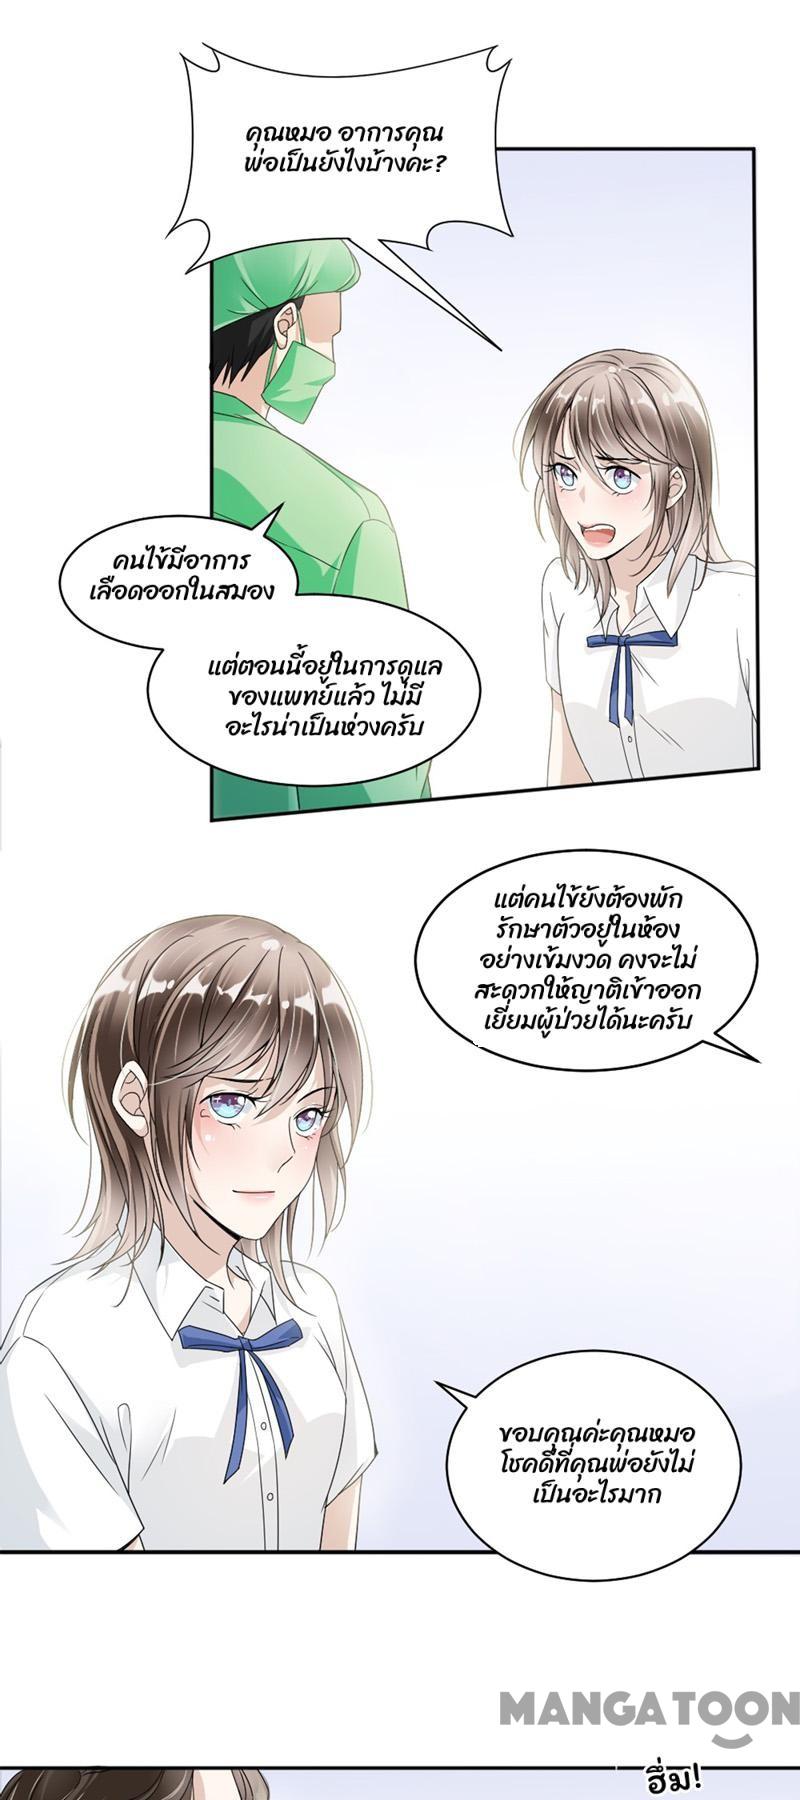 คุณหมอ อาการคุณ
พ่อเป็นยังไงบ้างคะ?
คนไข้มีอาการ
เลือดออกในสมอง
แต่ตอนนี้อยู่ในการดูแล
ของแพทย์แล้ว ไม่มี
อะไรน่าเป็นห่วงครับ
แต่คนไข้ยังต้องพัก
รักษาตัวอยู่ในห้อง
อย่างเข้มงวด คงจะไม่
สะดวกให้ญาติเข้าออก
เยี่ยมผู้ป่วยได้นะครับ
ขอบคุณค่ะคุณหมอ
โชคดีที่คุณพ่อยังไม่
เป็นอะไรมาก
MANGATOON
ฮึ่ม!